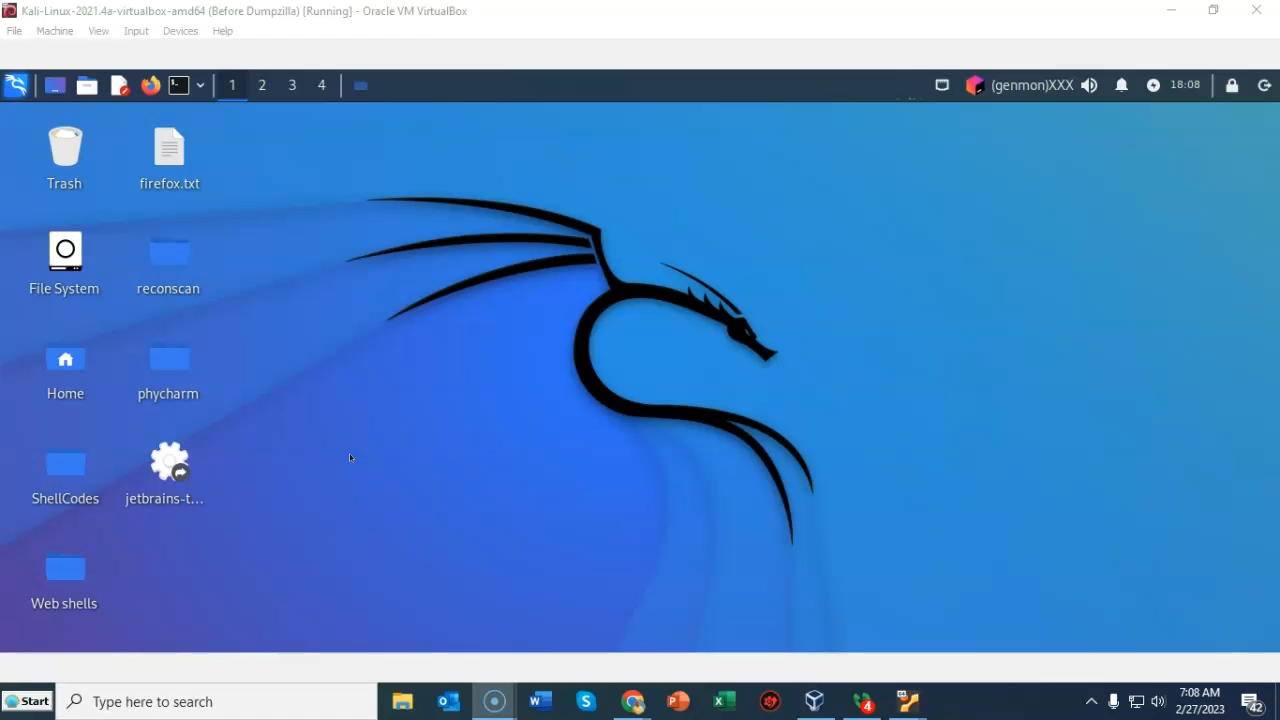 Kali-Linux-2021.4a-virtualbox-amd64 (Before Dumpzilla) [Running] - Oracle VM VirtualBox
File Machine View Input Devices Help
1 2 3 4 (genmon)XXX 18:08
Trash firefox.txt
File System reconscan
Home phycharm
ShellCodes jetbrains-t...
Web shells
Start Type here to search 4 7:08 AM
2/27/2023 42